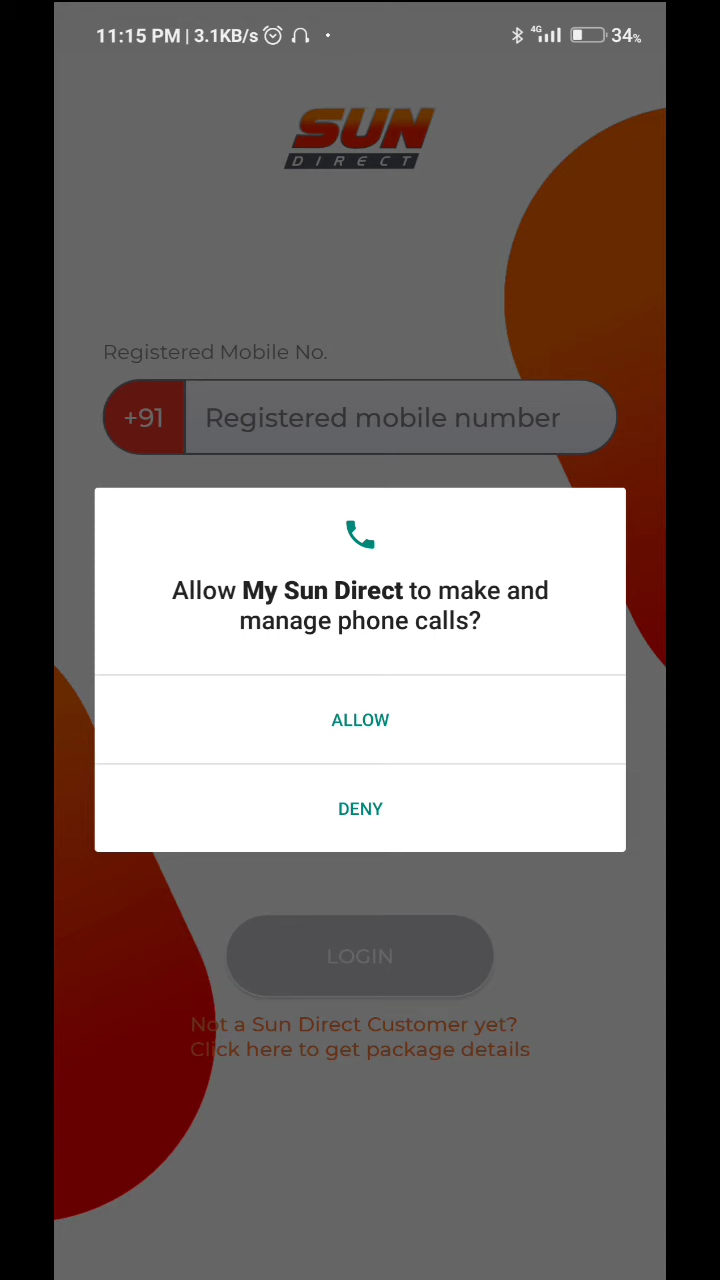 11:15 PM | 3.1KB/s
4G 34%
SUN
DIRECT
Registered Mobile No.
+91 Registered mobile number
Allow My Sun Direct to make and
manage phone calls?
ALLOW
DENY
LOGIN
Not a Sun Direct Customer yet?
Click here to get package details